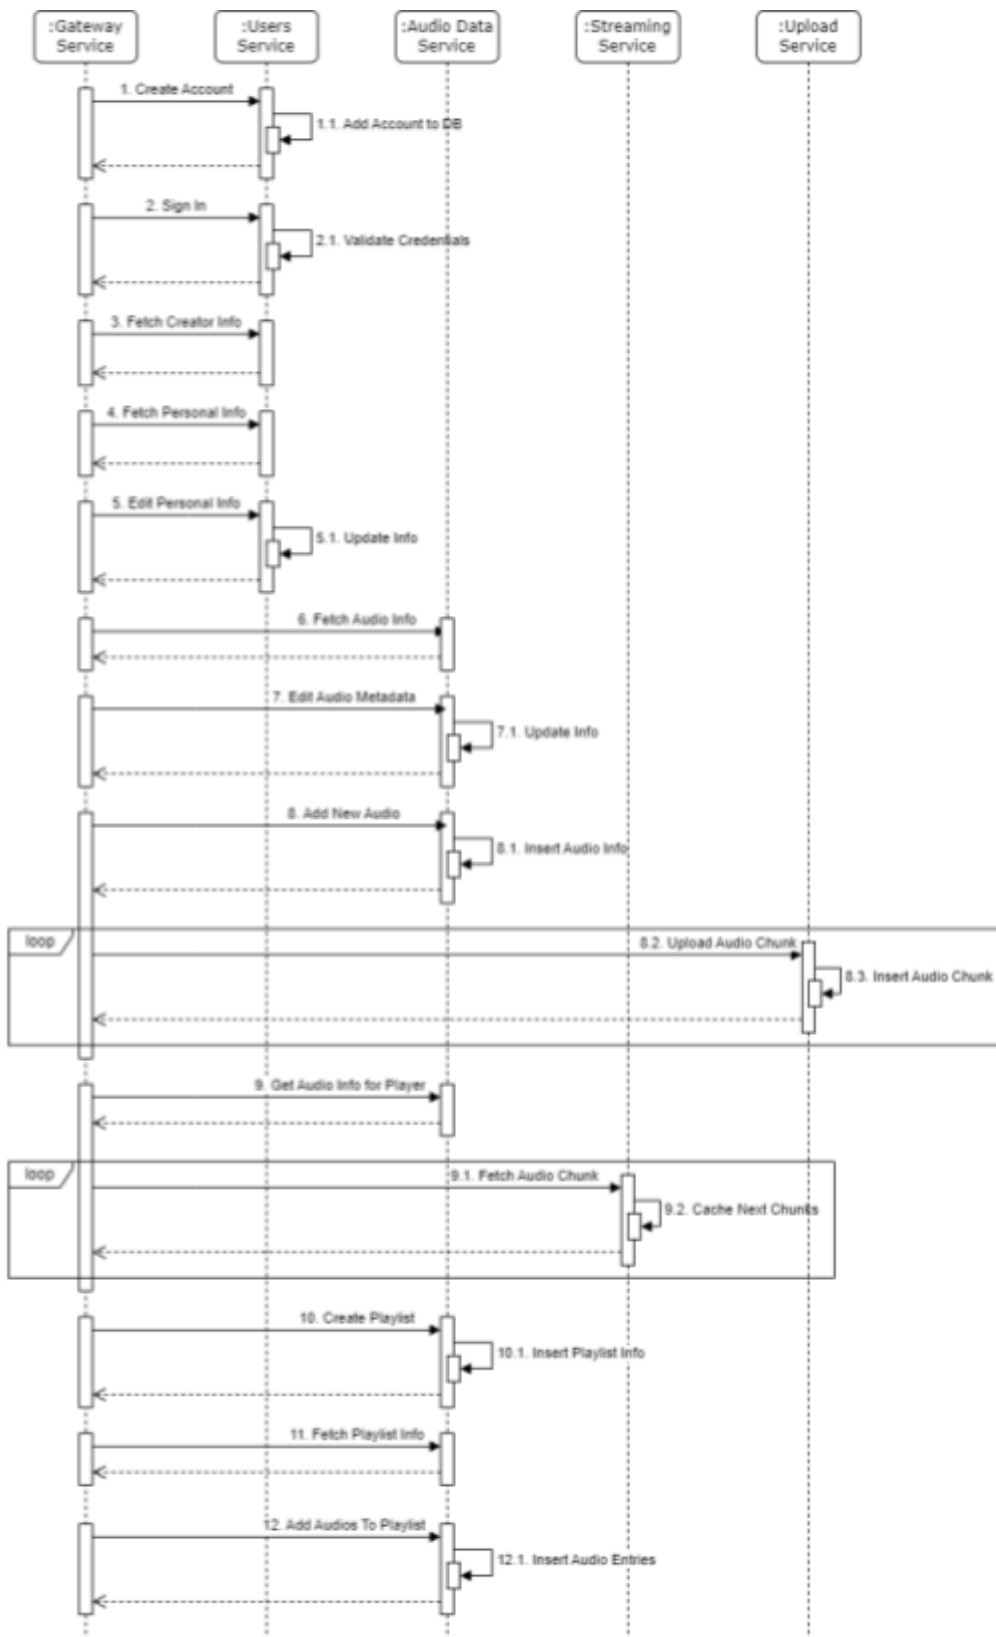 :Gateway
Service
:Users
Service
:Audio Data
Service
:Streaming
Service
:Upload
Service
1. Create Account
1.1. Add Account to DB
2. Sign In
2.1. Validate Credentials
3. Fetch Creator Info
4. Fetch Personal Info
5. Edit Personal Info
5.1. Update Info
6. Fetch Audio Info
7. Edit Audio Metadata
7.1. Update Info
8. Add New Audio
8.1. Insert Audio Info
loop
8.2. Upload Audio Chunk
8.3. Insert Audio Chunk
9. Get Audio Info for Player
loop
9.1. Fetch Audio Chunk
9.2. Cache Next Chunks
10. Create Playlist
10.1. Insert Playlist Info
11. Fetch Playlist Info
12. Add Audios To Playlist
12.1. Insert Audio Entries